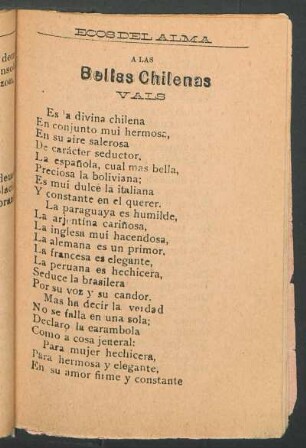 ECOS DEL ALMA
A LAS
Bellas Chilenas
VALS
Es la divina chilena
En conjunto mui hermosa,
En su aire salerosa
De carácter seductor,
La española, cual mas bella,
Preciosa la boliviana;
Es mui dulce la italiana
Y constante en el querer.
La paraguaya es humilde,
La arjentina cariñosa,
La inglesa mui hacendosa,
La alemana es un primor,
La francesa es elegante,
La peruana es hechicera,
Seduce la brasilera
Por su voz y su candor.
Mas ha decir la verdad
No se falla en una sola;
Declaro la carambola
Como a cosa jeneral:
Para mujer hechicera,
Para hermosa y elegante,
En su amor firme y constante